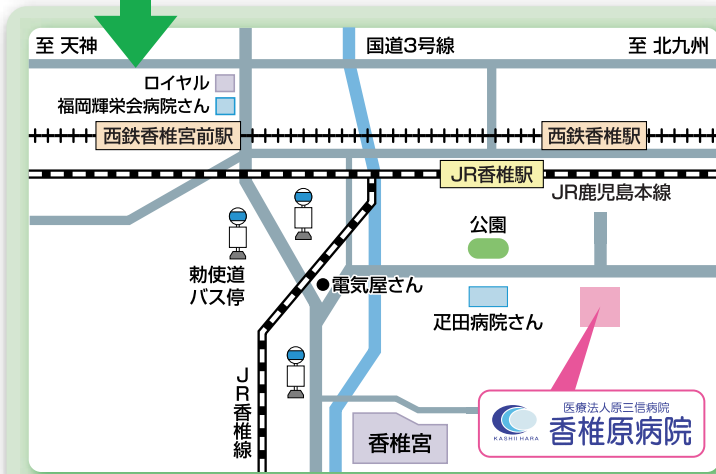 至 天神
国道3号線
至 北九州
ロイヤル
福岡輝栄会病院さん
西鉄香椎宮前駅
西鉄香椎駅
JR香椎駅
JR鹿児島本線
公園
勅使道
バス停
電気屋さん
疋田病院さん
JR香椎線
香椎宮
医療法人原三信病院
香椎原病院
KASHII HARA